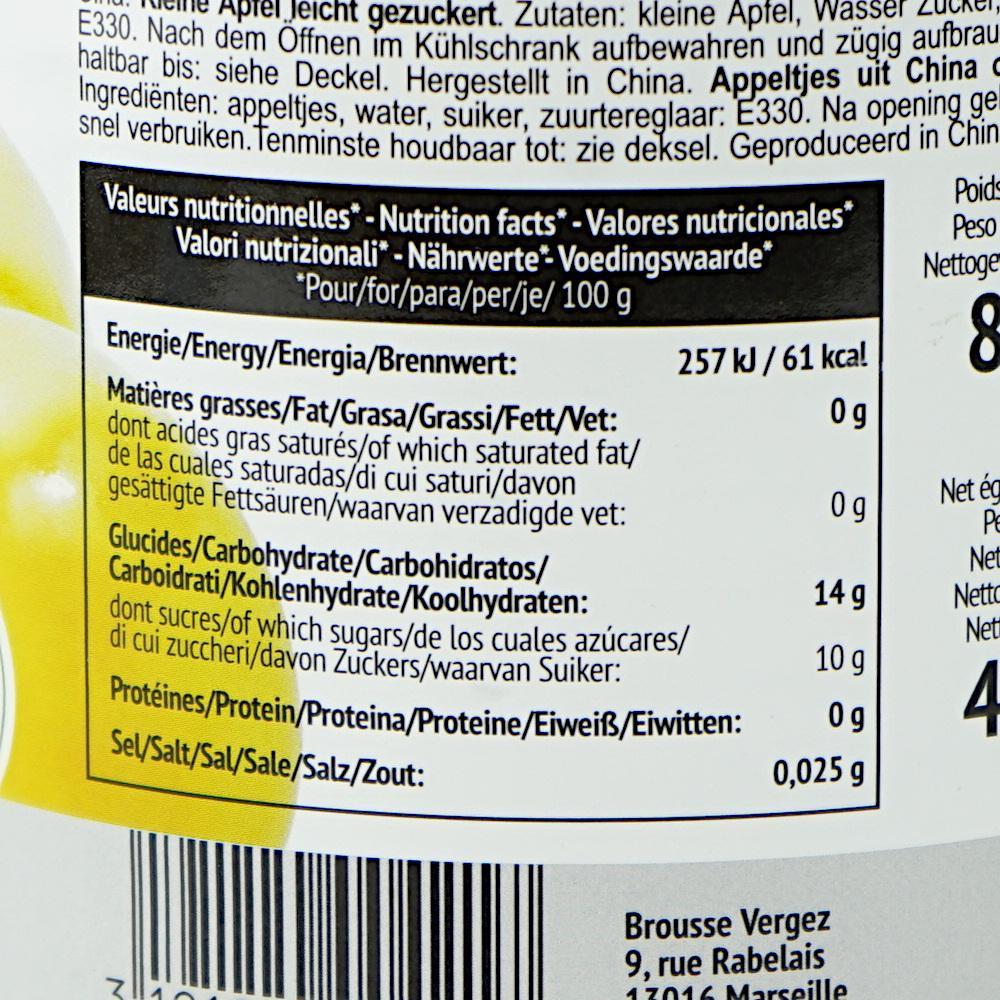 Kleine Äpfel leicht gezuckert. Zutaten: kleine Äpfel, Wasser Zucker,
E330. Nach dem Öffnen im Kühlschrank aufbewahren und zügig aufbrau
haltbar bis: siehe Deckel. Hergestellt in China. Appeltjes uit China
Ingrediënten: appeltjes, water, suiker, zuurtereglaar: E330. Na opening gel
snel verbruiken. Tenminste houdbaar tot: zie deksel. Geproduceerd in Chin
Valeurs nutritionnelles* - Nutrition facts* - Valores nutricionales*
Valori nutrizionali* - Nährwerte*- Voedingswaarde*
*Pour/for/para/per/je/ 100 g
Energie/Energy/Energia/Brennwert: 257 kJ / 61 kcal
Matières grasses/Fat/Grasa/Grassi/Fett/Vet: 0 g
dont acides gras saturés/of which saturated fat/
de las cuales saturadas/di cui saturi/davon
gesättigte Fettsäuren/waarvan verzadigde vet: 0 g
Glucides/Carbohydrate/Carbohidratos/
Carboidrati/Kohlenhydrate/Koolhydraten: 14 g
dont sucres/of which sugars/de los cuales azúcares/
di cui zuccheri/davon Zuckers/waarvan Suiker: 10 g
Protéines/Protein/Proteina/Proteine/Eiweiß/Eiwitten: 0 g
Sel/Salt/Sal/Sale/Salz/Zout: 0,025 g
Poids
Peso
Nettoge
8
Net ég
Pe
Net
Netto
Nett
4
Brousse Vergez
9, rue Rabelais
13016 Marseille